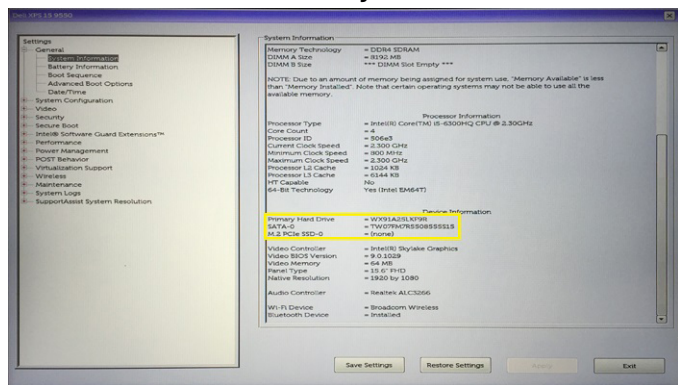 Dell XPS 15 9550
Settings
General
System Information
Battery Information
Boot Sequence
Advanced Boot Options
Date/Time
System Configuration
Video
Security
Secure Boot
Intel® Software Guard Extensions™
Performance
Power Management
POST Behavior
Virtualization Support
Wireless
Maintenance
System Logs
SupportAssist System Resolution
System Information
Memory Technology = DDR4 SDRAM
DIMM A Size = 8192 MB
DIMM B Size *** DIMM Slot Empty ***
NOTE: Due to an amount of memory being assigned for system use, "Memory Available" is less
than "Memory Installed". Note that certain operating systems may not be able to use all the
available memory.
Processor Information
Processor Type = Intel(R) Core(TM) i5-6300HQ CPU @ 2.30GHz
Core Count = 4
Processor ID = 506e3
Current Clock Speed = 2.300 GHz
Minimum Clock Speed = 800 MHz
Maximum Clock Speed = 2.300 GHz
Processor L2 Cache = 1024 KB
Processor L3 Cache = 6144 KB
HT Capable No
64-Bit Technology Yes (Intel EM64T)
Device Information
Primary Hard Drive =
SATA-0 =
M.2 PCIe SSD-0 = (none)
Video Controller = Intel(R) Skylake Graphics
Video BIOS Version = 9.0.1029
Video Memory = 64 MB
Panel Type = 15.6" FHD
Native Resolution = 1920 by 1080
Audio Controller = Realtek ALC3266
Wi-Fi Device = Broadcom Wireless
Bluetooth Device = Installed
Save Settings
Restore Settings
Apply
Exit